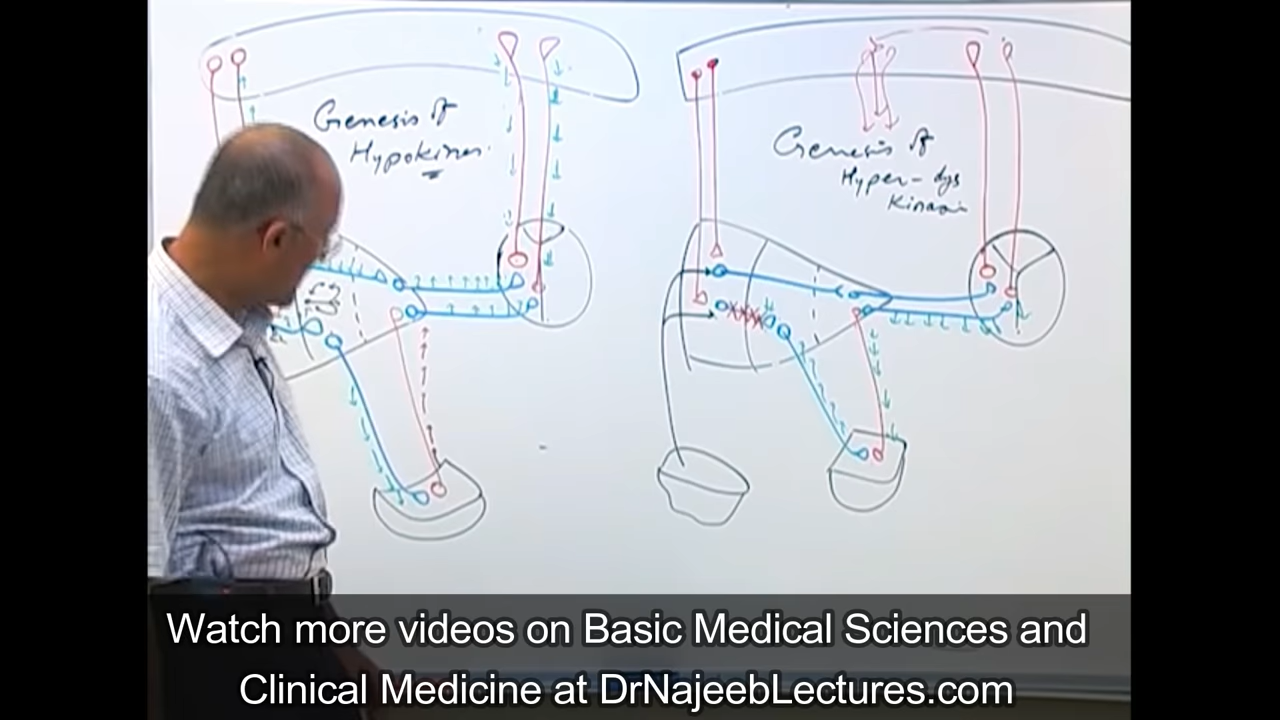 Genesis of
Hypokines.
Genesis of
Hyper-dys
Kinasi
Watch more videos on Basic Medical Sciences and
Clinical Medicine at DrNajeebLectures.com